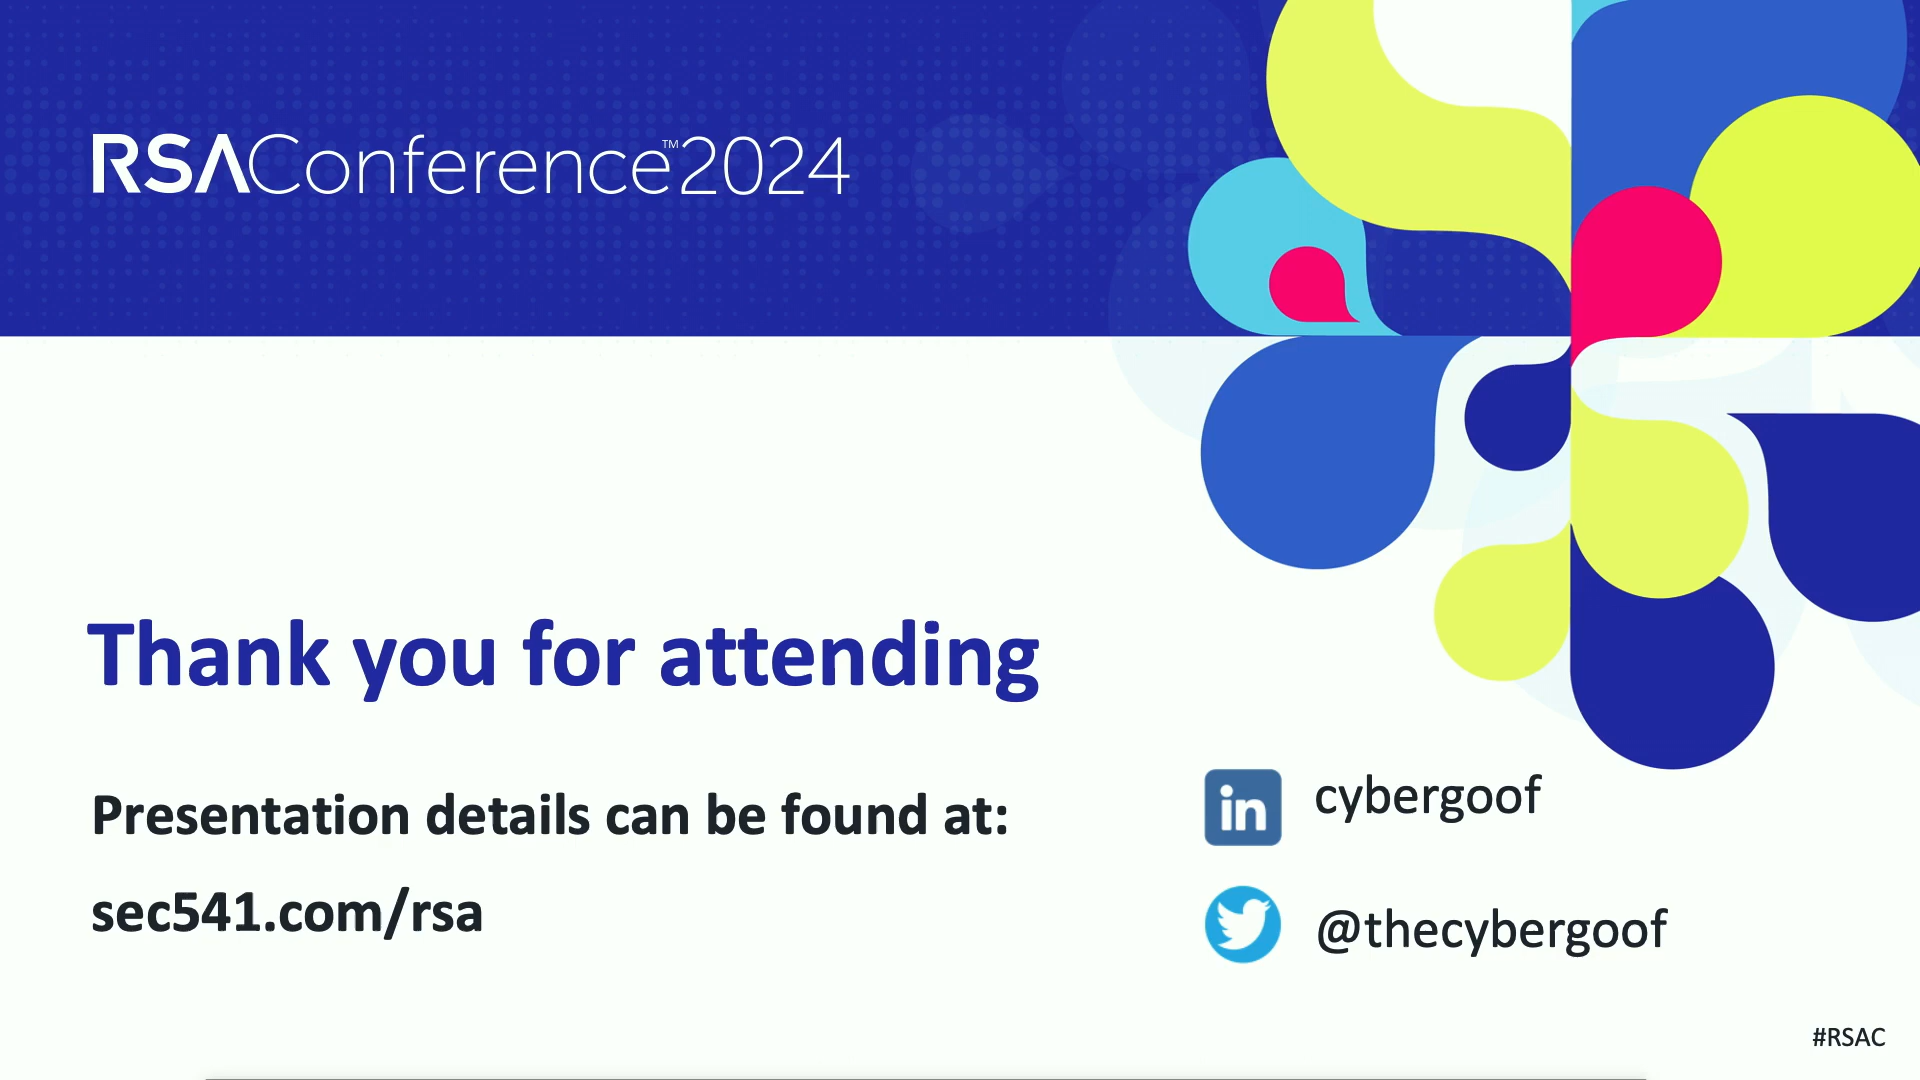 RSAConference™2024
Thank you for attending
Presentation details can be found at:
sec541.com/rsa
in cybergoof
@thecybergoof
#RSAC